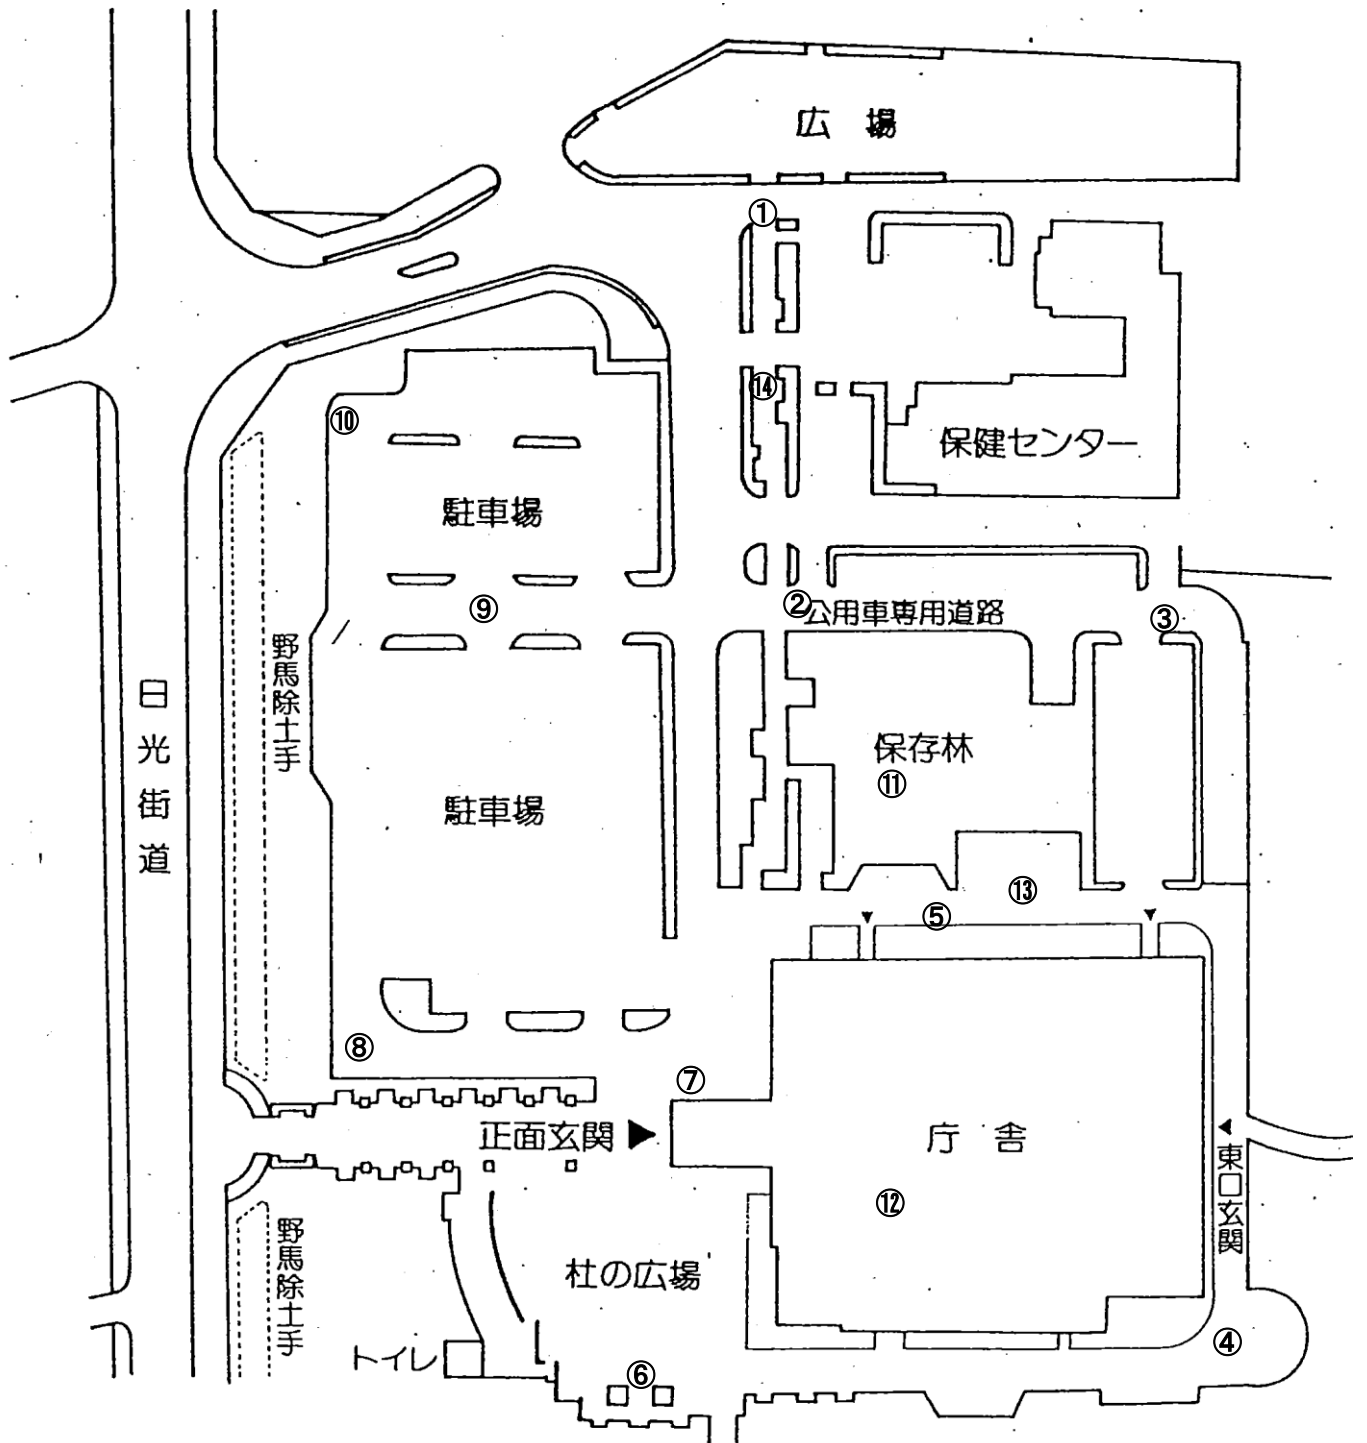 広 場
①
⑭
⑩
保健センター
駐車場
⑨
②
公用車専用道路
③
野馬除土手
日光街道
保存林
⑪
駐車場
⑬
⑤
⑧
⑦
正面玄関
庁 舎
東口玄関
⑫
野馬除土手
杜の広場
トイレ
④
⑥